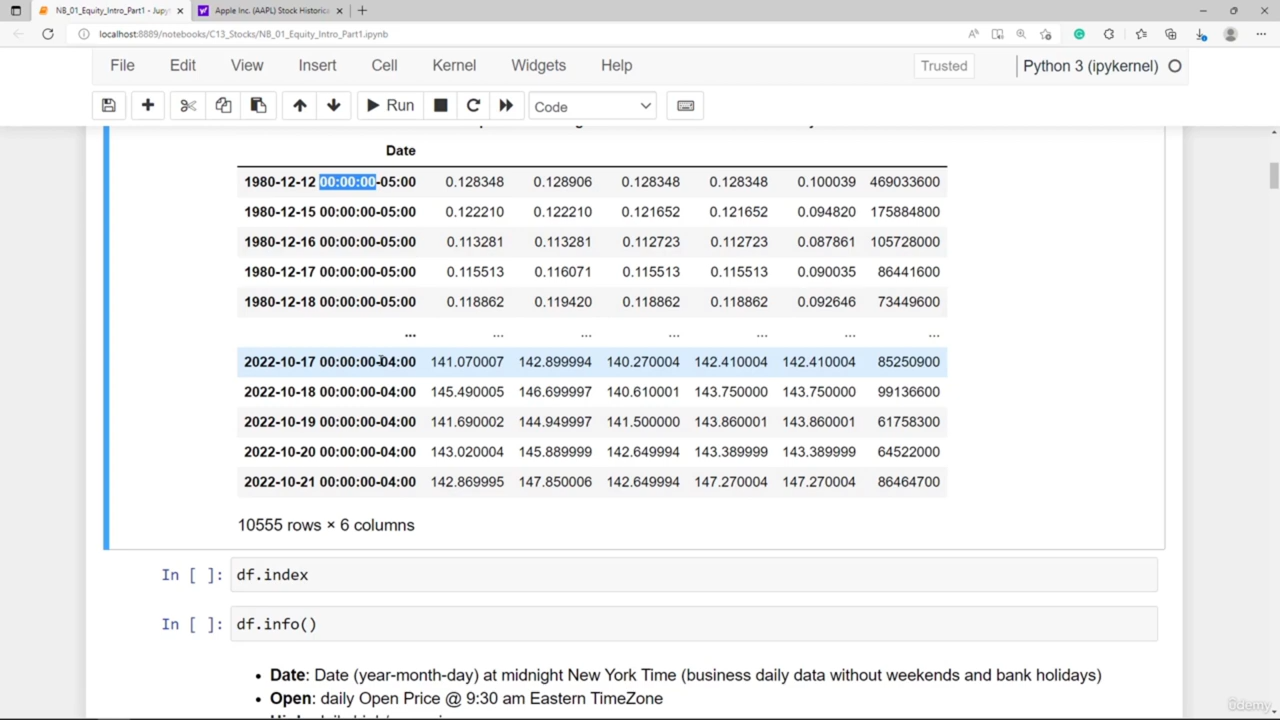 NB_01_Equity_Intro_Part1 - Jupyt
Apple Inc. (AAPL) Stock Historica
localhost:8889/notebooks/C13_Stocks/NB_01_Equity_Intro_Part1.ipynb
File Edit View Insert Cell Kernel Widgets Help Trusted Python 3 (ipykernel)
Run Code
Date
1980-12-12 00:00:00-05:00 0.128348 0.128906 0.128348 0.128348 0.100039 469033600
1980-12-15 00:00:00-05:00 0.122210 0.122210 0.121652 0.121652 0.094820 175884800
1980-12-16 00:00:00-05:00 0.113281 0.113281 0.112723 0.112723 0.087861 105728000
1980-12-17 00:00:00-05:00 0.115513 0.116071 0.115513 0.115513 0.090035 86441600
1980-12-18 00:00:00-05:00 0.118862 0.119420 0.118862 0.118862 0.092646 73449600
... ... ... ... ... ... ...
2022-10-17 00:00:00-04:00 141.070007 142.899994 140.270004 142.410004 142.410004 85250900
2022-10-18 00:00:00-04:00 145.490005 146.699997 140.610001 143.750000 143.750000 99136600
2022-10-19 00:00:00-04:00 141.690002 144.949997 141.500000 143.860001 143.860001 61758300
2022-10-20 00:00:00-04:00 143.020004 145.889999 142.649994 143.389999 143.389999 64522000
2022-10-21 00:00:00-04:00 142.869995 147.850006 142.649994 147.270004 147.270004 86464700
10555 rows × 6 columns
In [ ]: df.index
In [ ]: df.info()
• Date: Date (year-month-day) at midnight New York Time (business daily data without weekends and bank holidays)
• Open: daily Open Price @ 9:30 am Eastern TimeZone
Udemy